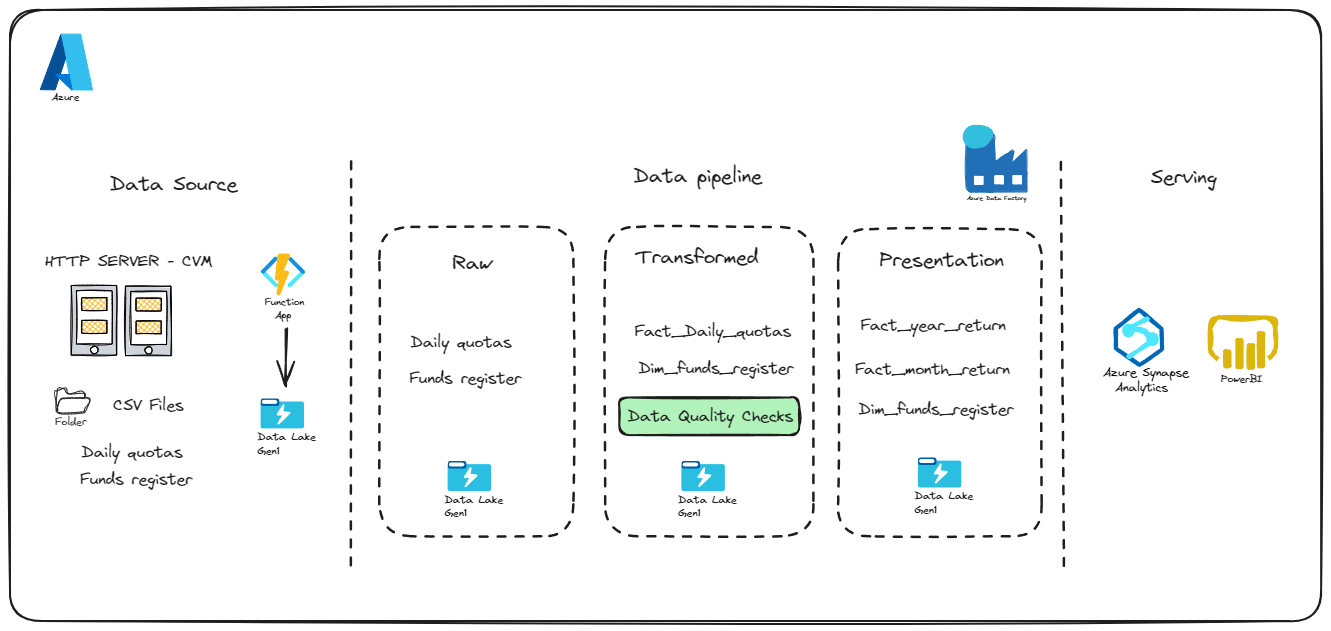 Azure
Data Source
Data pipeline
Azure Data Factory
Serving
HTTP SERVER - CVM
Function
App
Folder
CSV Files
Daily quotas
Funds register
Data Lake
Gen1
Raw
Daily quotas
Funds register
Data Lake
Gen1
Transformed
Fact_Daily_quotas
Dim_funds_register
Data Quality Checks
Data Lake
Gen1
Presentation
Fact_year_return
Fact_month_return
Dim_funds_register
Data Lake
Gen1
Azure Synapse
Analytics
PowerBI